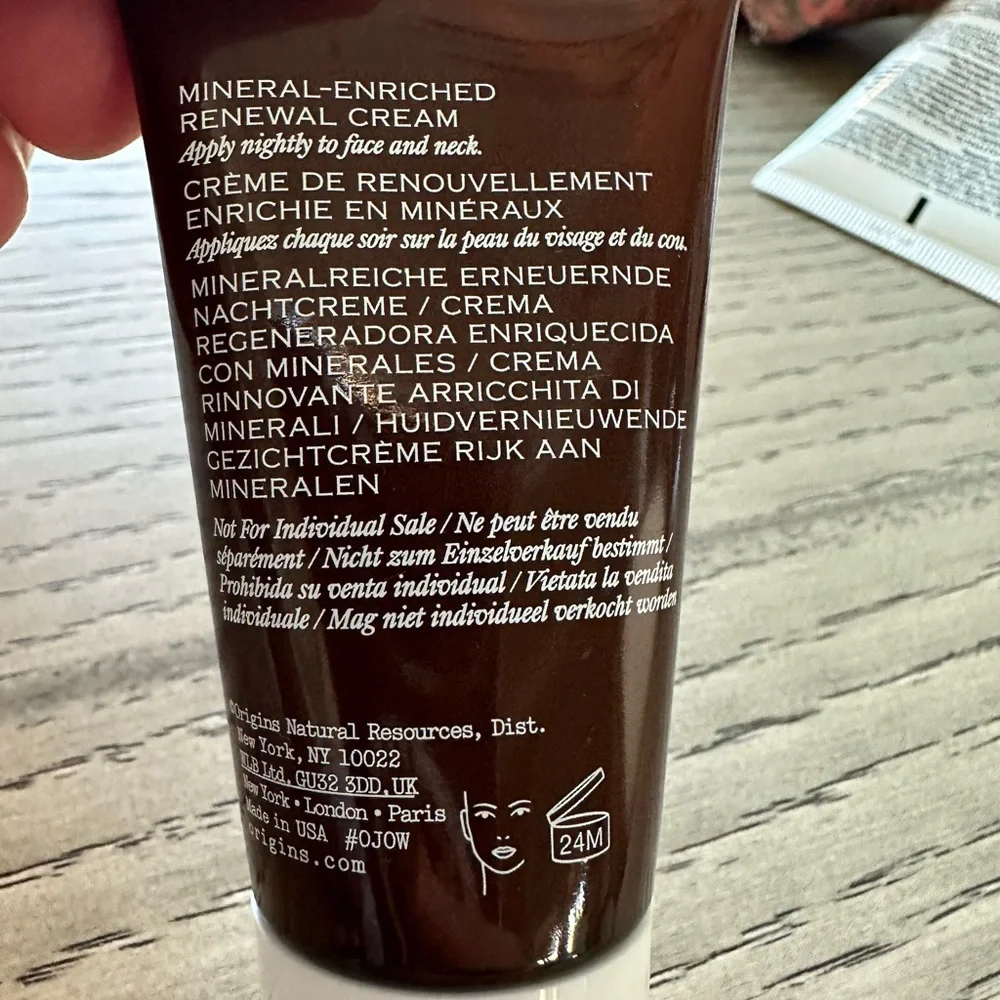 MINERAL-ENRICHED
RENEWAL CREAM
Apply nightly to face and neck.
CRÈME DE RENOUVELLEMENT
ENRICHIE EN MINÉRAUX
Appliquez chaque soir sur la peau du visage et du cou.
MINERALREICHE ERNEUERNDE
NACHTCREME / CREMA
REGENERADORA ENRIQUECIDA
CON MINERALES / CREMA
RINNOVANTE ARRICCHITA DI
MINERALI / HUIDVERNIEUWENDE
GEZICHTCRÈME RIJK AAN
MINERALEN
Not For Individual Sale / Ne peut être vendu
séparément / Nicht zum Einzelverkauf bestimmt /
Prohibida su venta individual / Vietata la vendita
individuale / Mag niet individueel verkocht worden
©Origins Natural Resources, Dist.
New York, NY 10022
WLB Ltd, GU32 3DD, UK
New York • London • Paris
Made in USA #0JOW
origins.com
24M